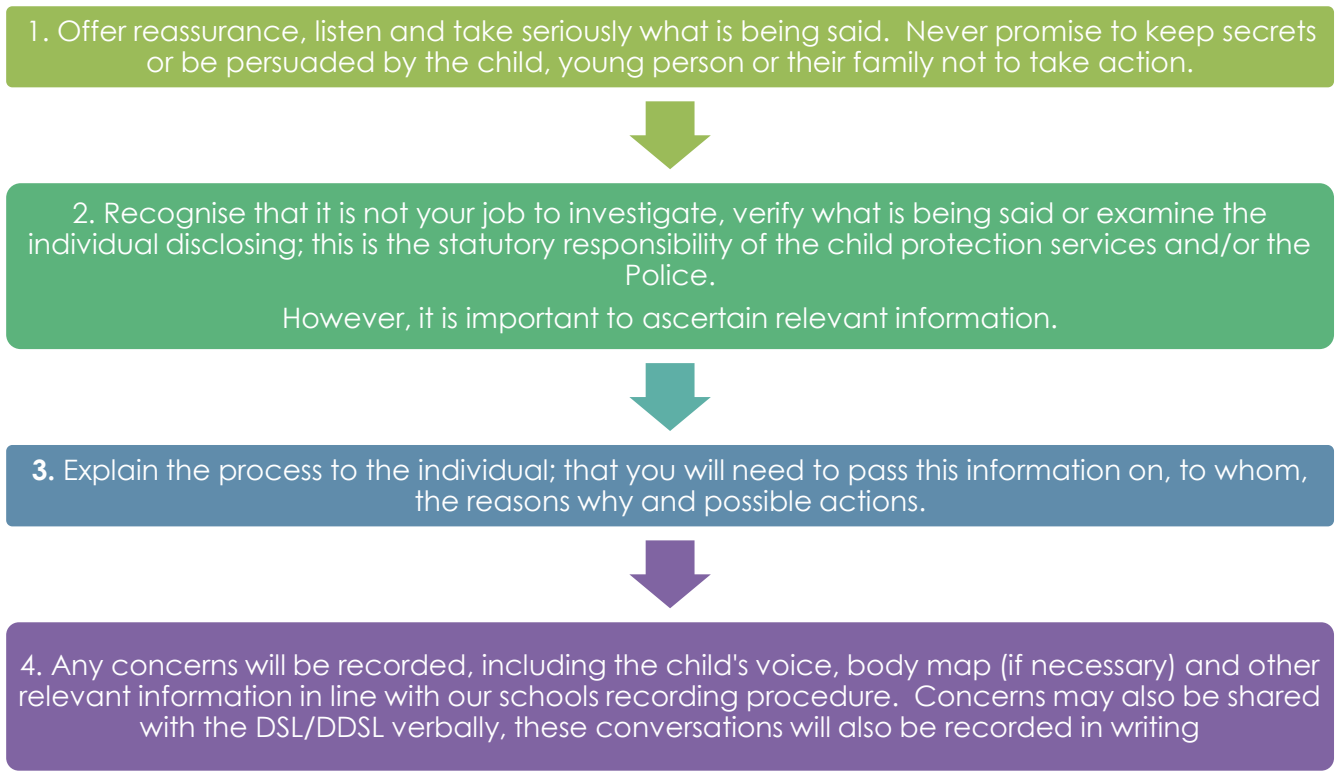 1. Offer reassurance, listen and take seriously what is being said.  Never promise to keep secrets
or be persuaded by the child, young person or their family not to take action.
2. Recognise that it is not your job to investigate, verify what is being said or examine the
individual disclosing; this is the statutory responsibility of the child protection services and/or the
Police.
However, it is important to ascertain relevant information.
3. Explain the process to the individual; that you will need to pass this information on, to whom,
the reasons why and possible actions.
4. Any concerns will be recorded, including the child's voice, body map (if necessary) and other
relevant information in line with our schools recording procedure.  Concerns may also be shared
with the DSL/DDSL verbally, these conversations will also be recorded in writing